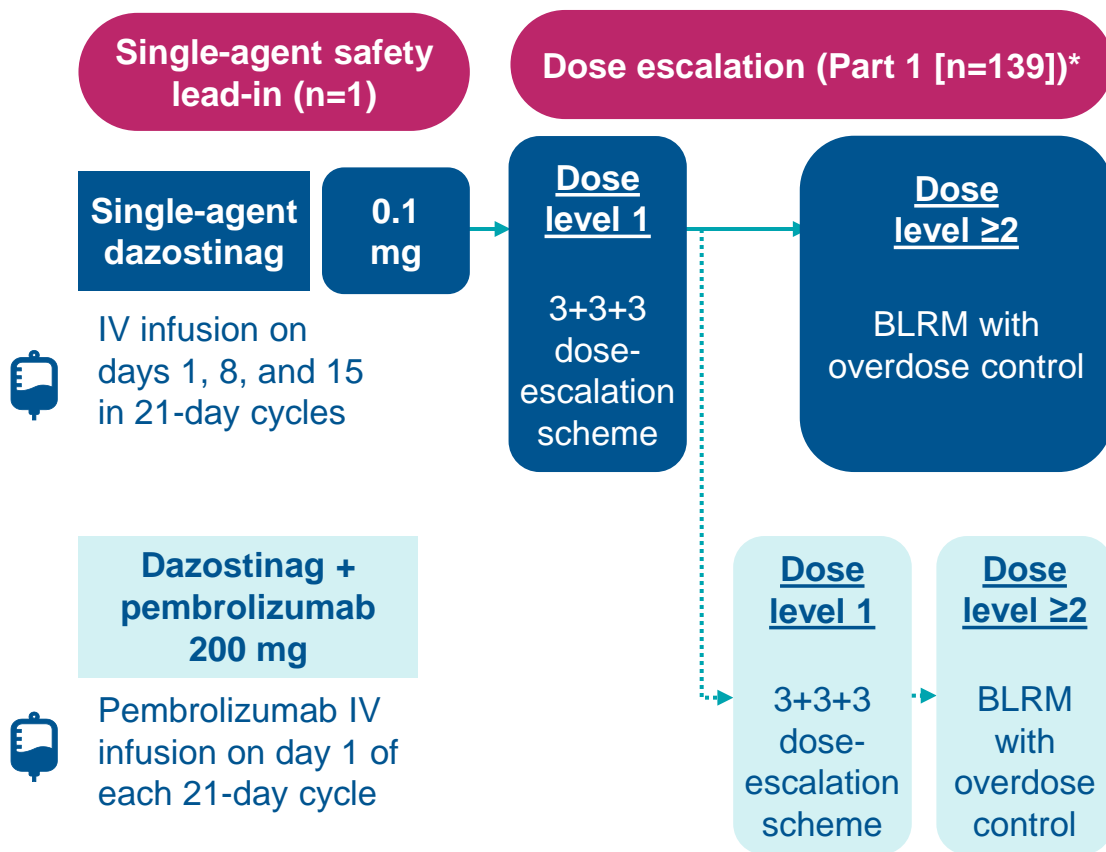 Single-agent safety
lead-in (n=1)
Dose escalation (Part 1 [n=139])*
Single-agent
dazostinag
0.1
mg
IV infusion on
days 1, 8, and 15
in 21-day cycles
Dose
level 1
3+3+3
dose-
escalation
scheme
Dose
level ≥2
BLRM with
overdose control
Dazostinag +
pembrolizumab
200 mg
Pembrolizumab IV
infusion on day 1 of
each 21-day cycle
Dose
level 1
3+3+3
dose-
escalation
scheme
Dose
level ≥2
BLRM
with
overdose
control